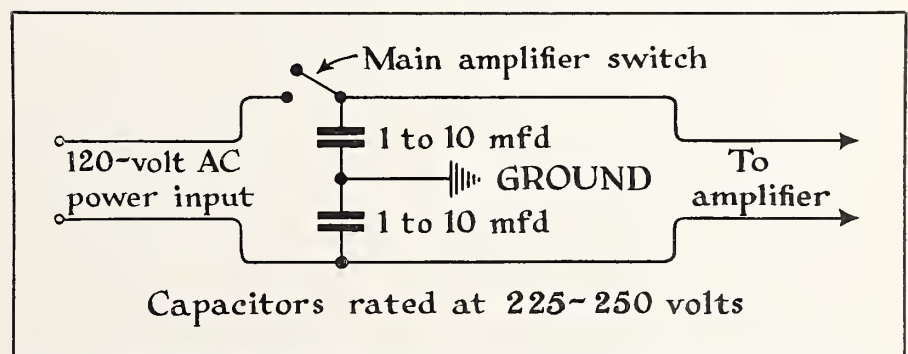 Main amplifier switch
1 to 10 mfd
120~volt AC
power input
GROUND
To
amplifier
1 to 10 mfd
Capacitors rated at 225~250 volts